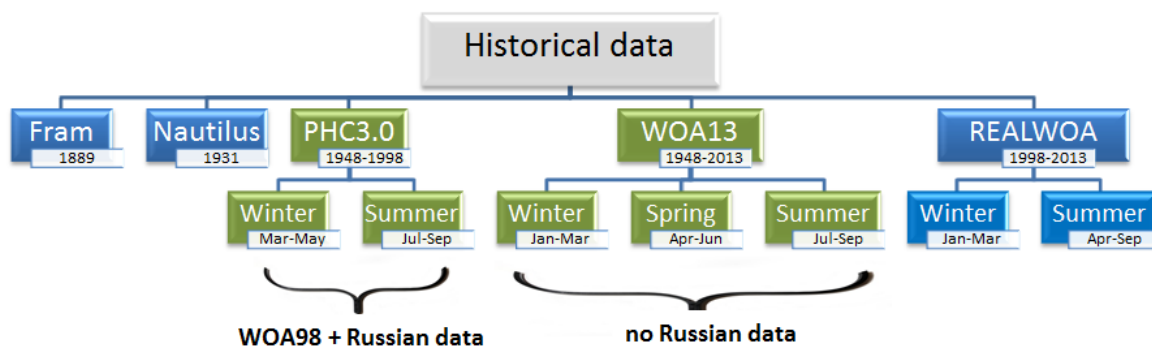 Historical data
Fram
1889
Nautilus
1931
PHC3.0
1948-1998
WOA13
1948-2013
REALWOA
1998-2013
Winter
Mar-May
Summer
Jul-Sep
Winter
Jan-Mar
Spring
Apr-Jun
Summer
Jul-Sep
Winter
Jan-Mar
Summer
Apr-Sep
WOA98 + Russian data
no Russian data